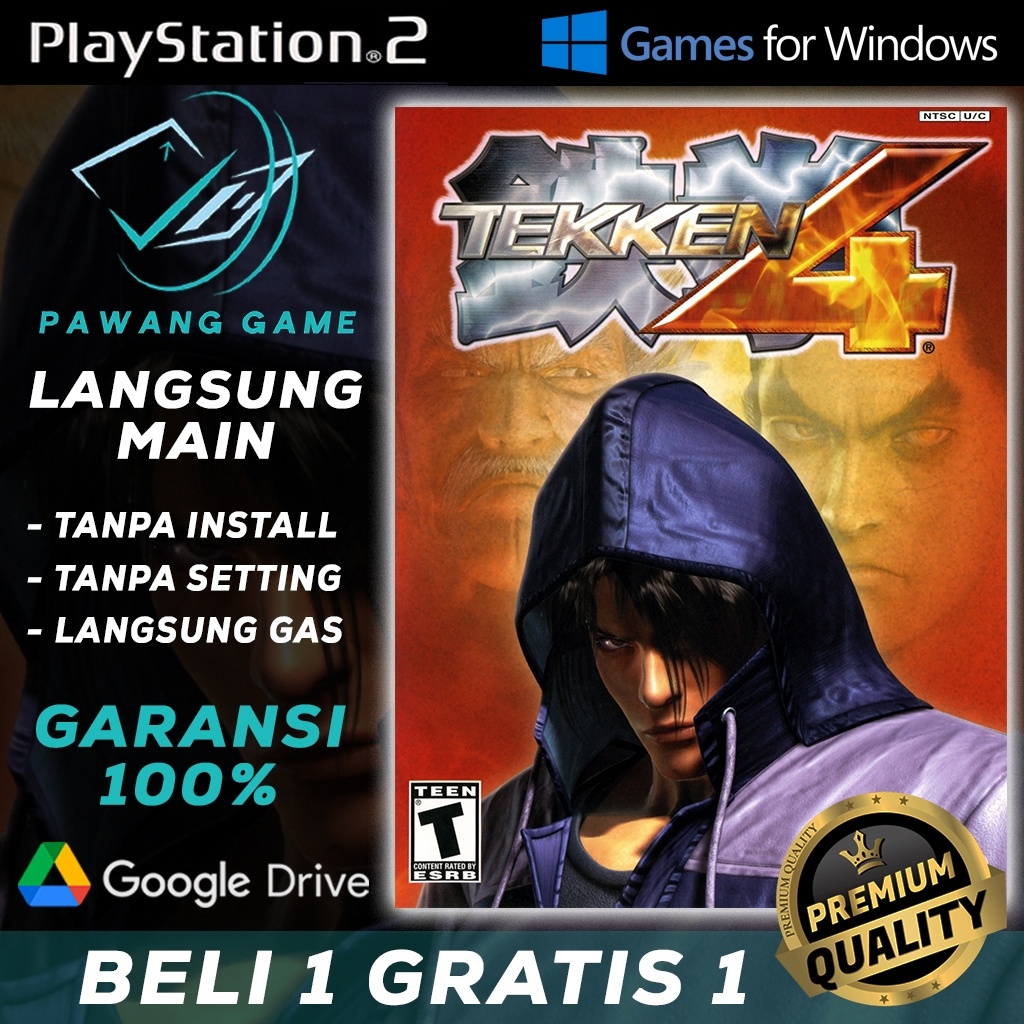 PlayStation®2
Games for Windows
NTSC U/C
TEKKEN 4®
PAWANG GAME
LANGSUNG
MAIN
- TANPA INSTALL
- TANPA SETTING
- LANGSUNG GAS
GARANSI
100%
TEEN
T
CONTENT RATED BY
ESRB
Google Drive
PREMIUM QUALITY
PREMIUM
QUALITY
BELI 1 GRATIS 1